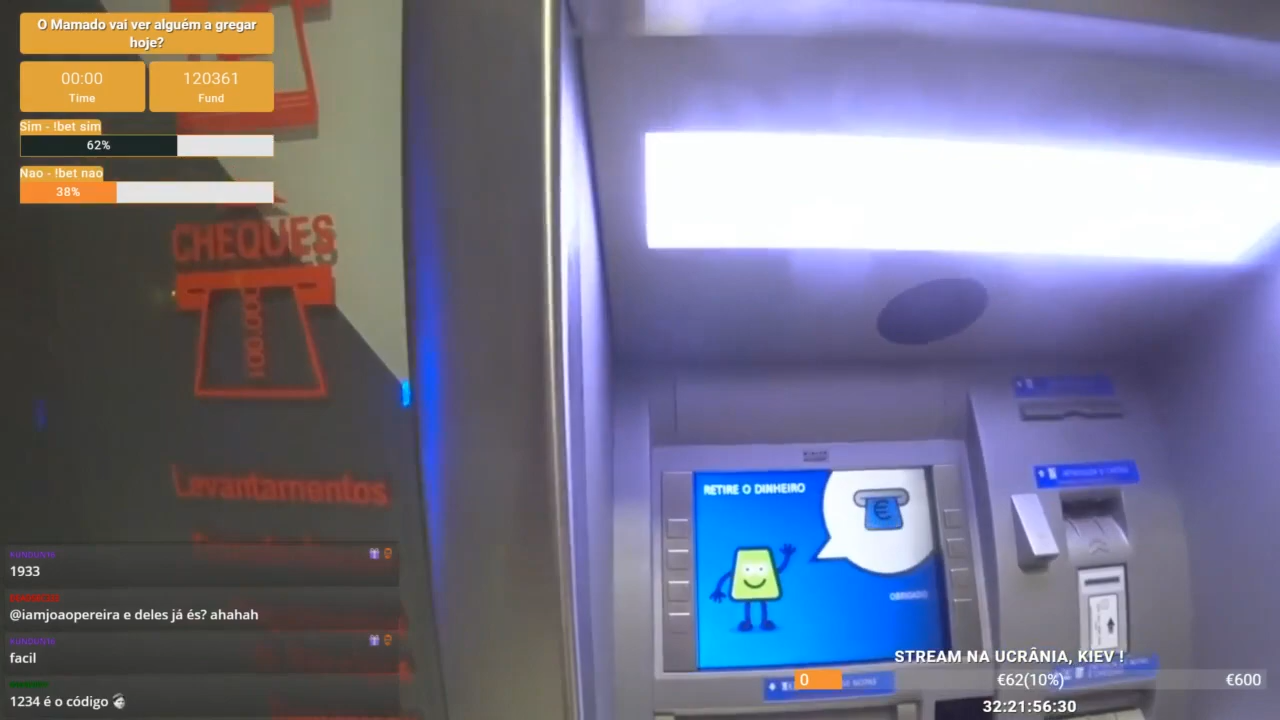 O Mamado vai ver alguém a gregar
hoje?
00:00
Time
120361
Fund
Sim - !bet sim
62%
Nao - !bet nao
38%
CHEQUES
100.000
Levantamentos
RETIRE O DINHEIRO
€
OBRIGADO
1933
@iamjoaopereira e deles já és? ahahah
facil
1234 é o código
STREAM NA UCRÂNIA, KIEV !
0
€62(10%)
€600
32:21:56:30